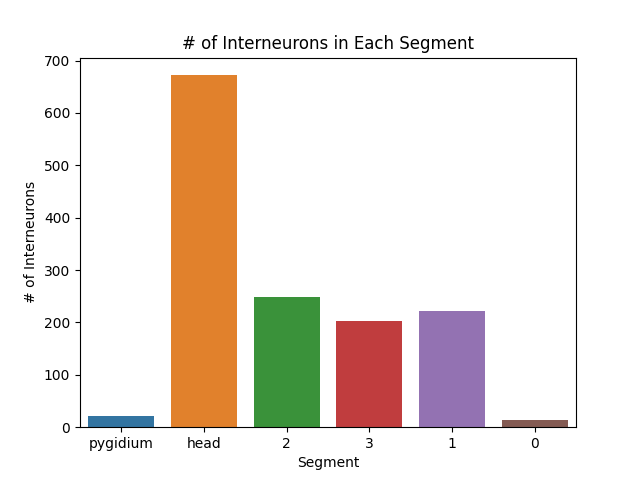 # of Interneurons in Each Segment
# of Interneurons
700
600
500
400
300
200
100
0
pygidium head 2 3 1 0
Segment